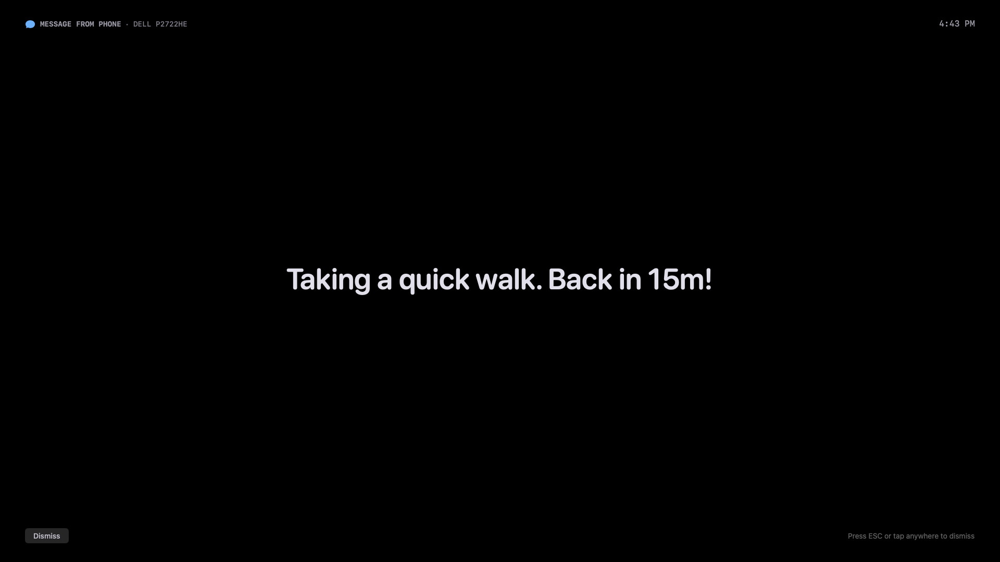 MESSAGE FROM PHONE · DELL P2722HE
4:43 PM
Taking a quick walk. Back in 15m!
Dismiss
Press ESC or tap anywhere to dismiss